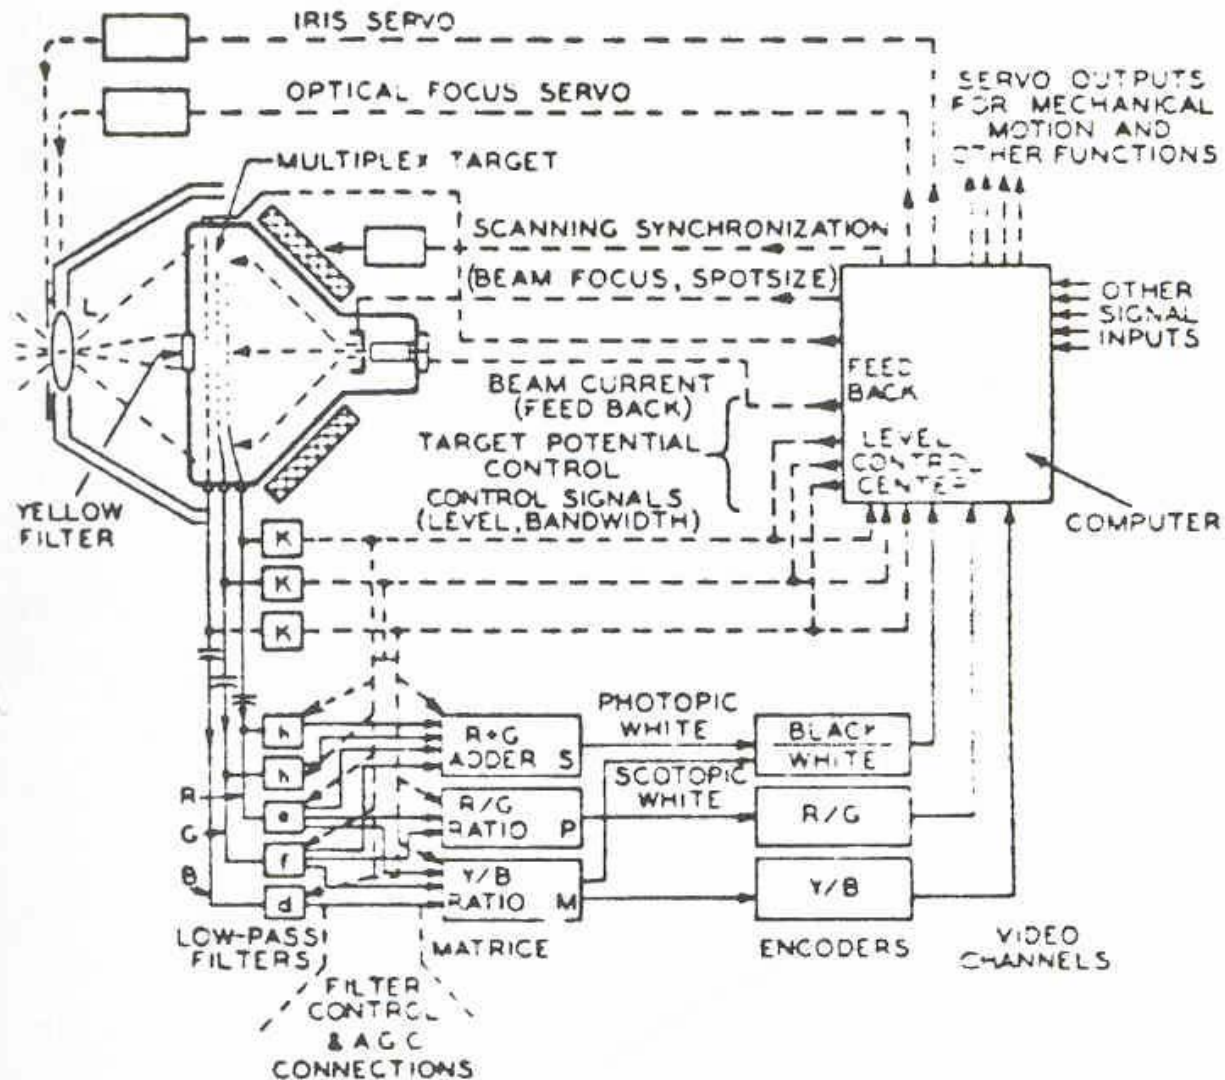 IRIS SERVO
OPTICAL FOCUS SERVO
SERVO OUTPUTS
FOR MECHANICAL
MOTION AND
OTHER FUNCTIONS
MULTIPLEX TARGET
SCANNING SYNCHRONIZATION
(BEAM FOCUS, SPOTSIZE)
L
OTHER
SIGNAL
INPUTS
FEED
BACK
BEAM CURRENT
(FEED BACK)
TARGET POTENTIAL
CONTROL
CONTROL SIGNALS
(LEVEL, BANDWIDTH)
LEVEL
CONTROL
CENTER
YELLOW
FILTER
COMPUTER
K
K
K
PHOTOPIC
WHITE
SCOTOPIC
WHITE
h
h
e
f
d
R
G
B
R+G
ADDER S
R/G
RATIO P
Y/B
RATIO M
BLACK
WHITE
R/G
Y/B
LOW-PASS
FILTERS
MATRICE
ENCODERS
VIDEO
CHANNELS
FILTER
CONTROL
& AGC
CONNECTIONS